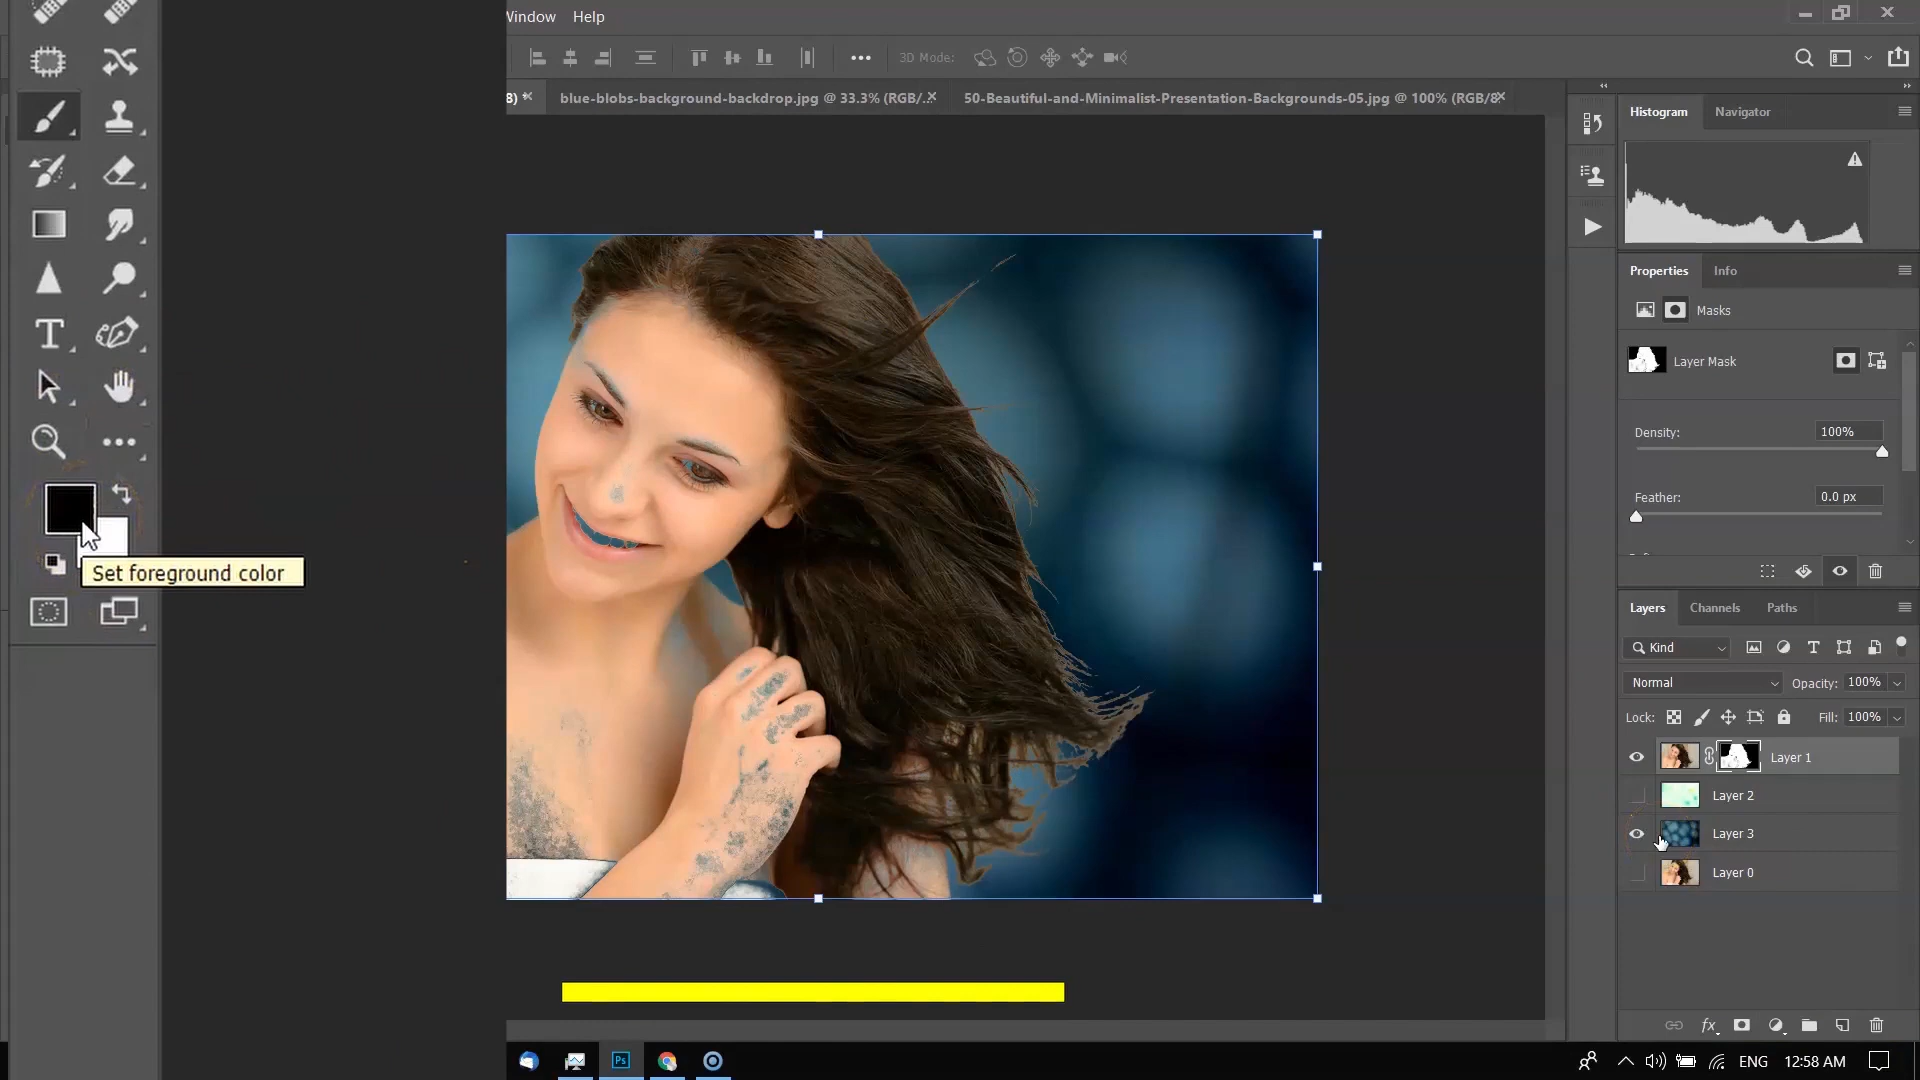 Window Help
3D Mode:
B) × blue-blobs-background-backdrop.jpg @ 33.3% (RGB/... × 50-Beautiful-and-Minimalist-Presentation-Backgrounds-05.jpg @ 100% (RGB/8 ×
Histogram Navigator
Properties Info
Masks
Layer Mask
Density: 100%
Feather: 0.0 px
Set foreground color
Layers Channels Paths
Kind
Normal Opacity: 100%
Lock: Fill: 100%
Layer 1
Layer 2
Layer 3
Layer 0
fx
Ps ENG 12:58 AM